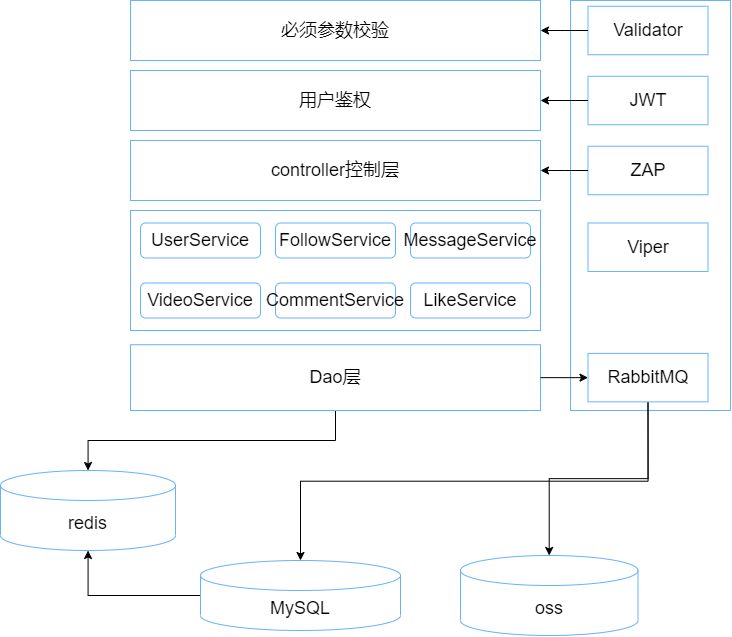 必须参数校验
Validator
用户鉴权
JWT
controller控制层
ZAP
UserService
FollowService
MessageService
Viper
VideoService
CommentService
LikeService
Dao层
RabbitMQ
redis
MySQL
oss